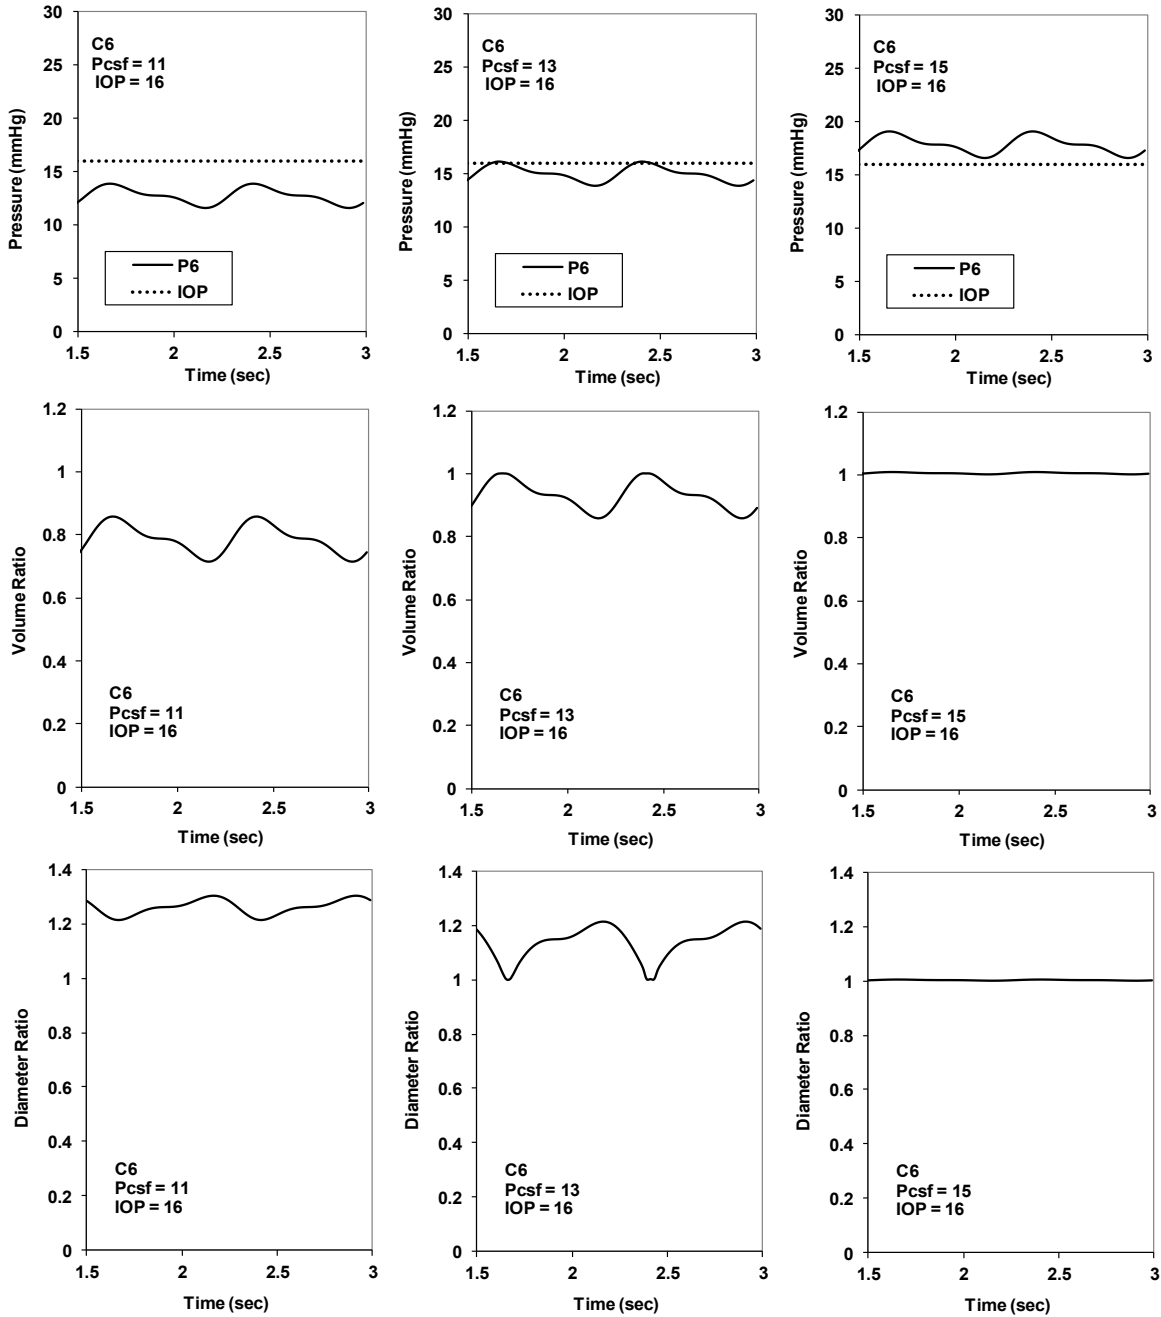 30
25
20
15
10
5
0
Pressure (mmHg)
C6
Pcsf = 11
IOP = 16
P6
IOP
1.5
2
2.5
3
Time (sec)
30
25
20
15
10
5
0
Pressure (mmHg)
C6
Pcsf = 13
IOP = 16
P6
IOP
1.5
2
2.5
3
Time (sec)
30
25
20
15
10
5
0
Pressure (mmHg)
C6
Pcsf = 15
IOP = 16
P6
IOP
1.5
2
2.5
3
Time (sec)
1.2
1
0.8
0.6
0.4
0.2
0
Volume Ratio
C6
Pcsf = 11
IOP = 16
1.5
2
2.5
3
Time (sec)
1.2
1
0.8
0.6
0.4
0.2
0
Volume Ratio
C6
Pcsf = 13
IOP = 16
1.5
2
2.5
3
Time (sec)
1.2
1
0.8
0.6
0.4
0.2
0
Volume Ratio
C6
Pcsf = 15
IOP = 16
1.5
2
2.5
3
Time (sec)
1.4
1.2
1
0.8
0.6
0.4
0.2
0
Diameter Ratio
C6
Pcsf = 11
IOP = 16
1.5
2
2.5
3
Time (sec)
1.4
1.2
1
0.8
0.6
0.4
0.2
0
Diameter Ratio
C6
Pcsf = 13
IOP = 16
1.5
2
2.5
3
Time (sec)
1.4
1.2
1
0.8
0.6
0.4
0.2
0
Diameter Ratio
C6
Pcsf = 15
IOP = 16
1.5
2
2.5
3
Time (sec)